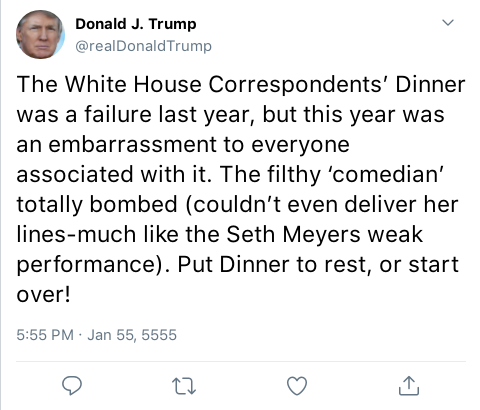 Donald J. Trump
@realDonaldTrump
The White House Correspondents’ Dinner
was a failure last year, but this year was
an embarrassment to everyone
associated with it. The filthy ‘comedian’
totally bombed (couldn’t even deliver her
lines-much like the Seth Meyers weak
performance). Put Dinner to rest, or start
over!
5:55 PM · Jan 55, 5555